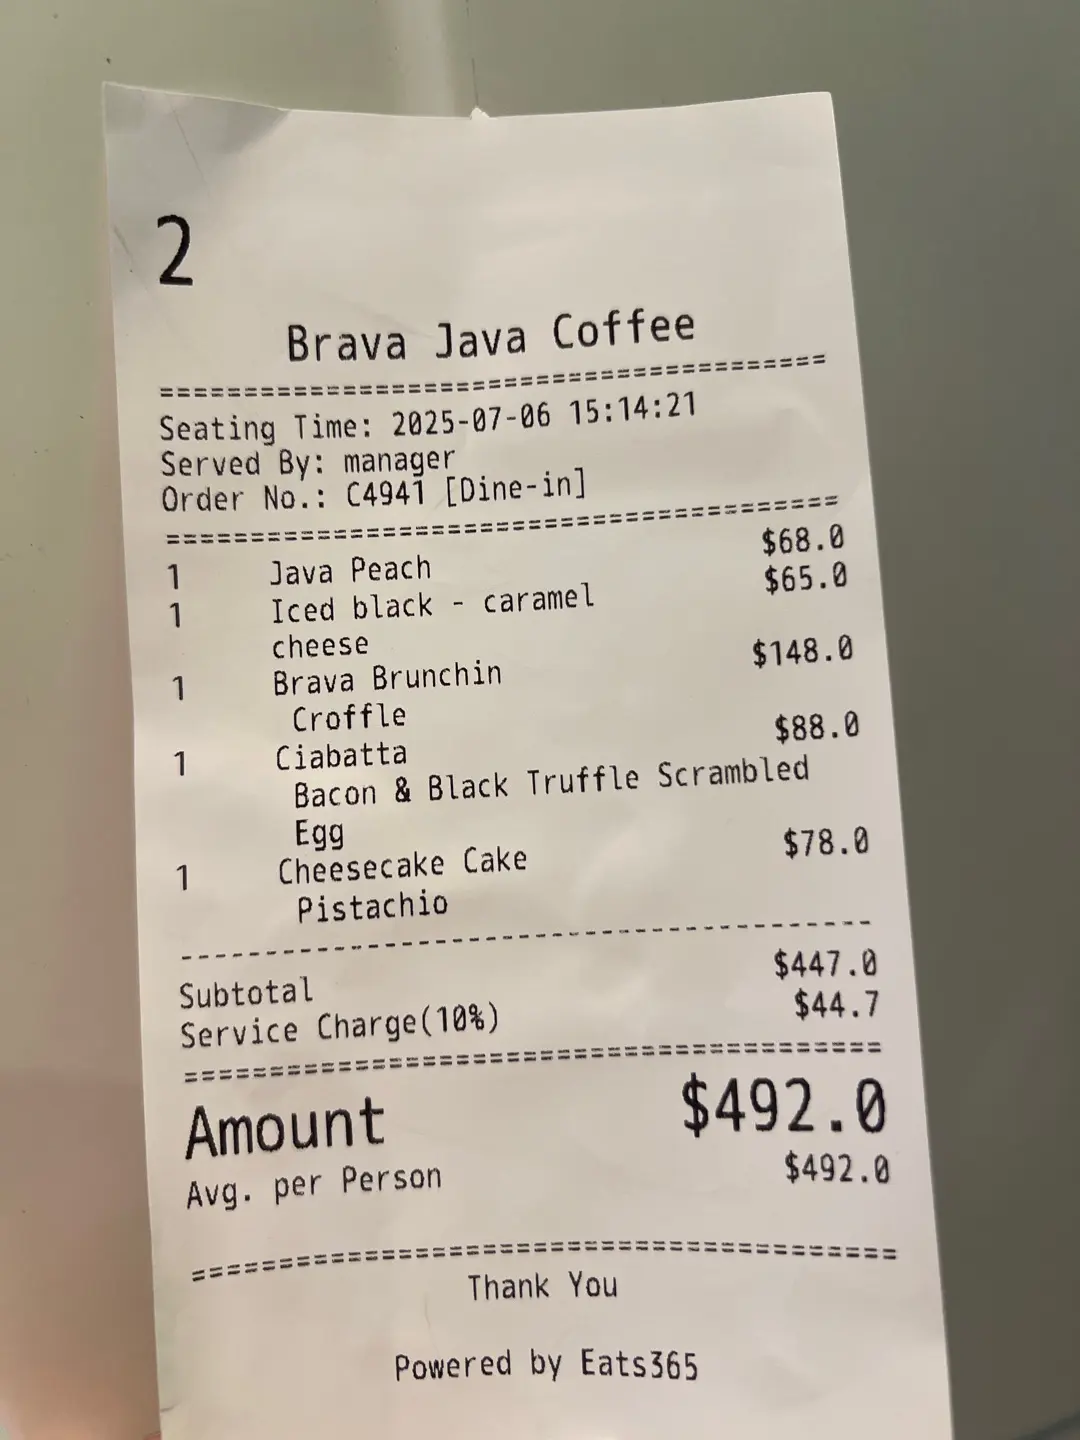 2
Brava Java Coffee
========================================
Seating Time: 2025-07-06 15:14:21
Served By: manager
Order No.: C4941 [Dine-in]
========================================
1 Java Peach $68.0
1 Iced black - caramel $65.0
cheese
1 Brava Brunchin $148.0
Croffle
1 Ciabatta $88.0
Bacon & Black Truffle Scrambled
Egg
1 Cheesecake Cake $78.0
Pistachio
----------------------------------------
Subtotal $447.0
Service Charge(10%) $44.7
========================================
Amount $492.0
Avg. per Person $492.0
========================================
Thank You
Powered by Eats365